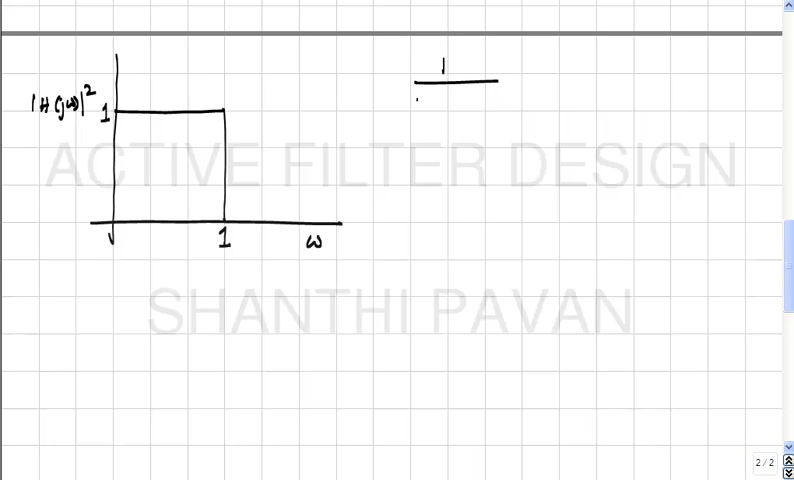 |H(jω)|²
1
1
1
ω
ACTIVE FILTER DESIGN
SHANTHI PAVAN
2 / 2